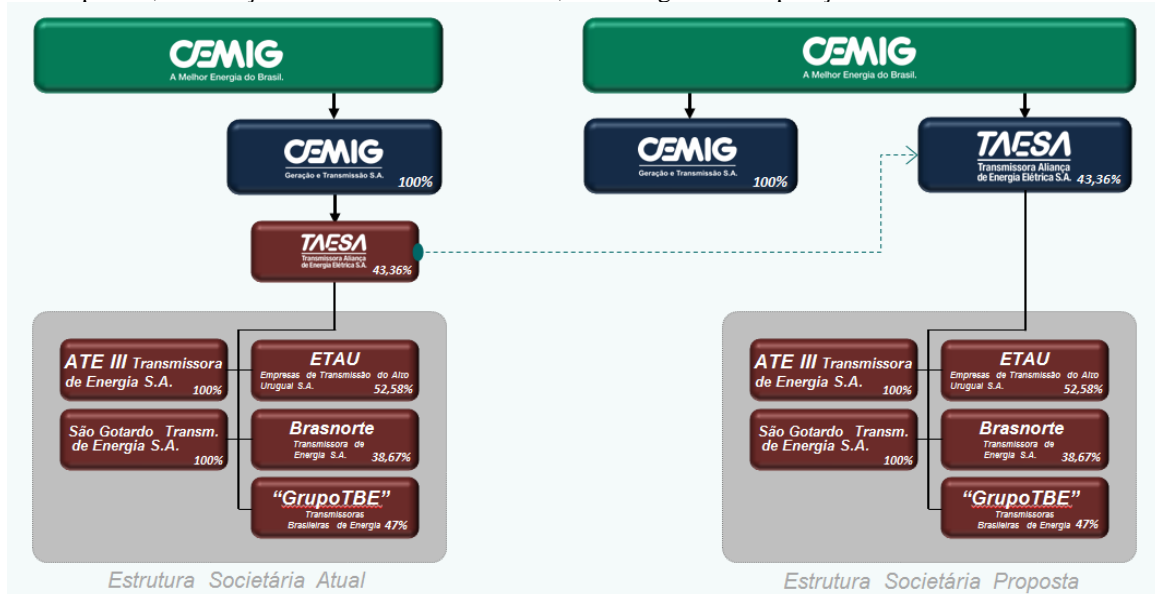 CEMIG
A Melhor Energia do Brasil.
CEMIG
Geração e Transmissão S.A.
100%
TAESA
Transmissora Aliança
de Energia Elétrica S.A.
43,36%
ATE III Transmissora
de Energia S.A.
100%
ETAU
Empresas de Transmissão do Alto
Urugual S.A.
52,58%
São Gotardo Transm.
de Energia S.A.
100%
Brasnorte
Transmissora de
Energia S.A.
38,67%
“GrupoTBE”
Transmissoras
Brasileiras de Energia 47%
Estrutura Societária Atual
CEMIG
A Melhor Energia do Brasil.
CEMIG
Geração e Transmissão S.A.
100%
TAESA
Transmissora Aliança
de Energia Elétrica S.A. 43,36%
ATE III Transmissora
de Energia S.A.
100%
ETAU
Empresas de Transmissão do Alto
Urugual S.A.
52,58%
São Gotardo Transm.
de Energia S.A.
100%
Brasnorte
Transmissora de
Energia S.A.
38,67%
“GrupoTBE”
Transmissoras
Brasileiras de Energia 47%
Estrutura Societária Proposta